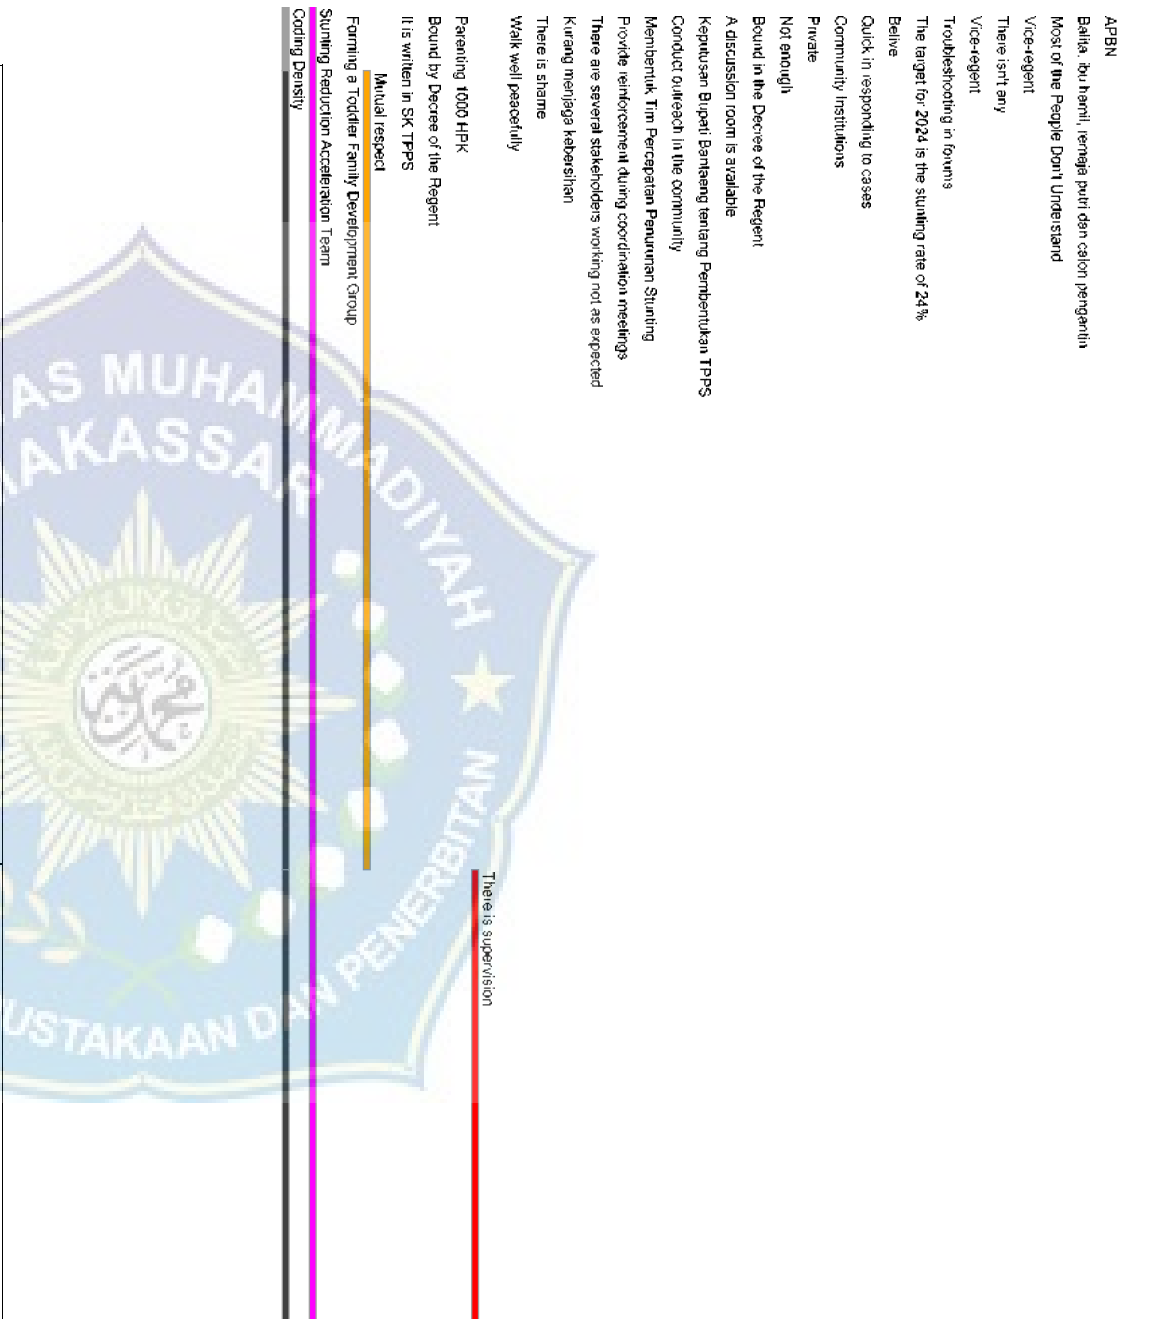 APBN
Balita, ibu hamil, remaja putri dan calon pengantin
Most of the People Don't Understand
Vice-regent
There isn't any
Vice-regent
Troubleshooting in forums
The target for 2024 is the stunting rate of 24%
Belive
Quick in responding to cases
Community Institutions
Private
Not enough
Bound in the Decree of the Regent
A discussion room is available
Keputusan Bupati Bantaeng tentang Pembentukan TPPS
Conduct outreach in the community
Membentuk Tim Percepatan Penurunan Stunting
Provide reinforcement during coordination meetings
There are several stakeholders working not as expected
Kurang menjaga kebersihan
There is shame
Walk well peacefully
There is supervision
Parenting 1000 HPK
Bound by Decree of the Regent
It is written in SK TPPS
Mutual respect
Forming a Toddler Family Development Group
Stunting Reduction Acceleration Team
Coding Density
AS MUHAMMADIYAH
MAKASSAR
USTAKAAN DAN PENERBITAN